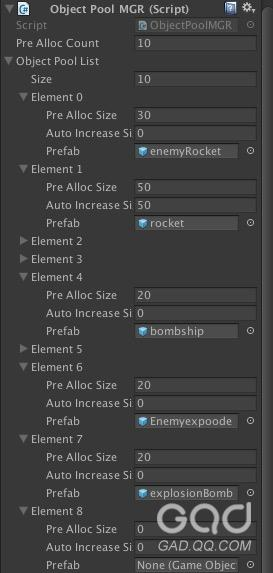 Object Pool MGR (Script)
Script ObjectPoolMGR
Pre Alloc Count 10
Object Pool List
Size 10
Element 0
Pre Alloc Size 30
Auto Increase Si 0
Prefab enemyRocket
Element 1
Pre Alloc Size 50
Auto Increase Si 50
Prefab rocket
Element 2
Element 3
Element 4
Pre Alloc Size 20
Auto Increase Si 0
Prefab bombship
Element 5
Element 6
Pre Alloc Size 20
Auto Increase Si 0
Prefab Enemyexpoode
Element 7
Pre Alloc Size 20
Auto Increase Si 0
Prefab explosionBomb
Element 8
Pre Alloc Size 0
Auto Increase Si 0
Prefab None (Game Object
Gad
GAD.QQ.COM